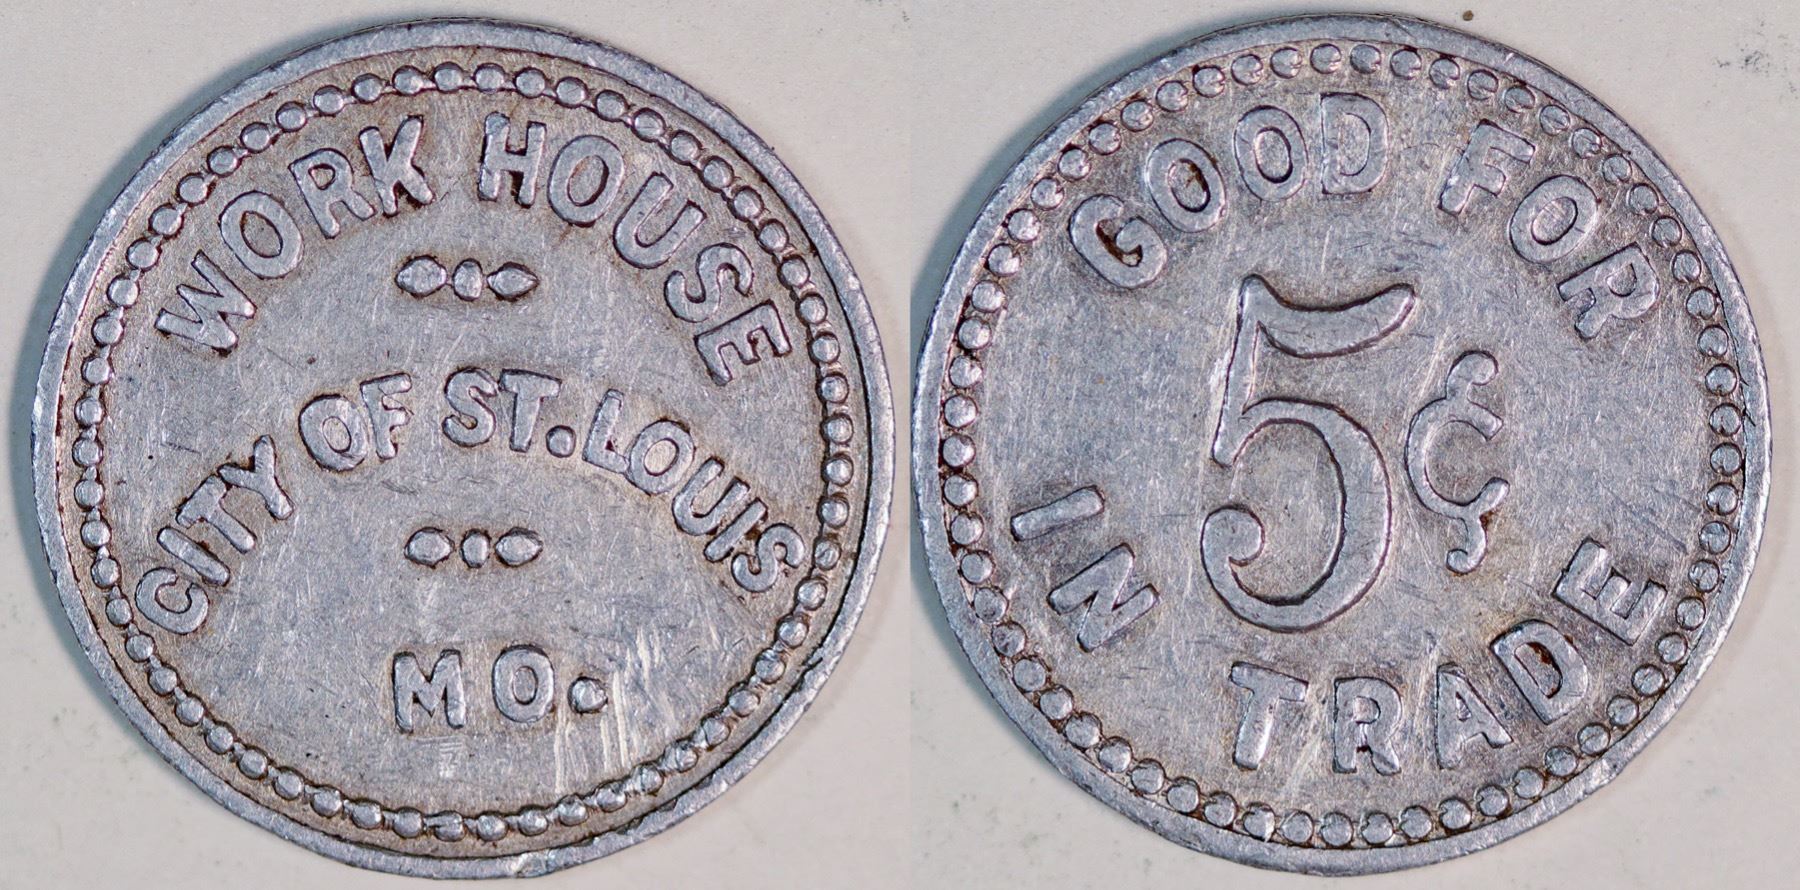 WORK HOUSE
CITY OF ST. LOUIS
MO.
GOOD FOR
5¢
IN TRADE